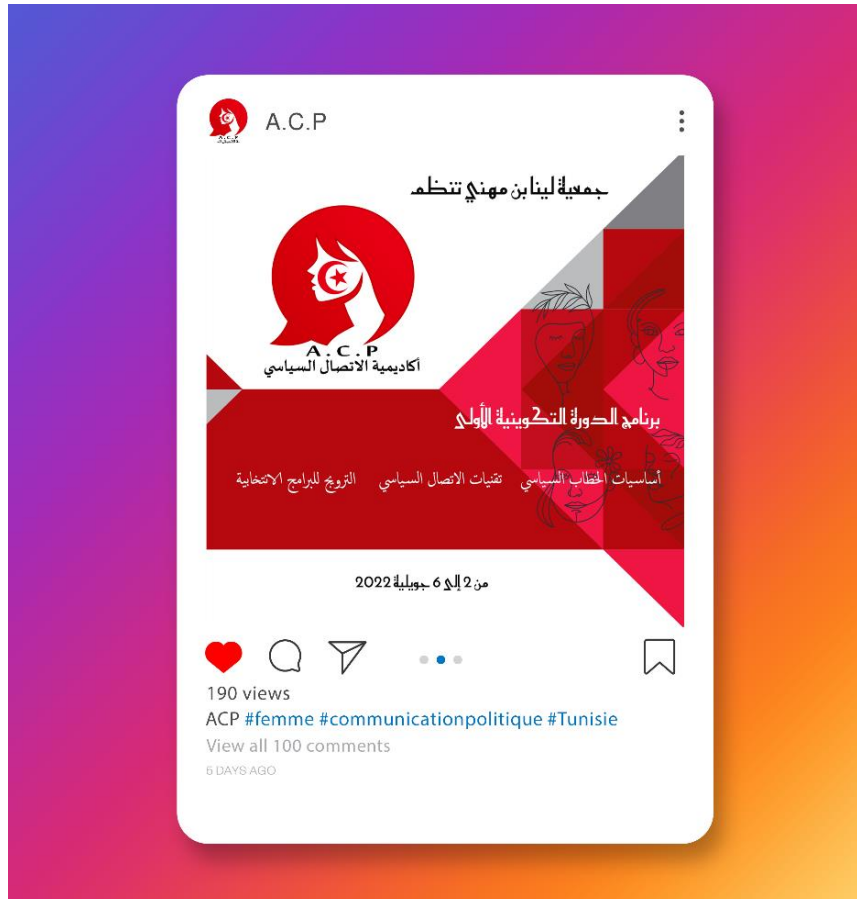 A.C.P
جمعية لينا بن مهني تنظم
A.C.P
أكاديمية الاتصال السياسي
برنامج الدورة التكوينية الأولى
أساسيات الخطاب السياسي تقنيات الاتصال السياسي الترويج للبرامج الانتخابية
من 2 إلى 6 جويلية 2022
190 views
ACP #femme #communicationpolitique #Tunisie
View all 100 comments
6 DAYS AGO